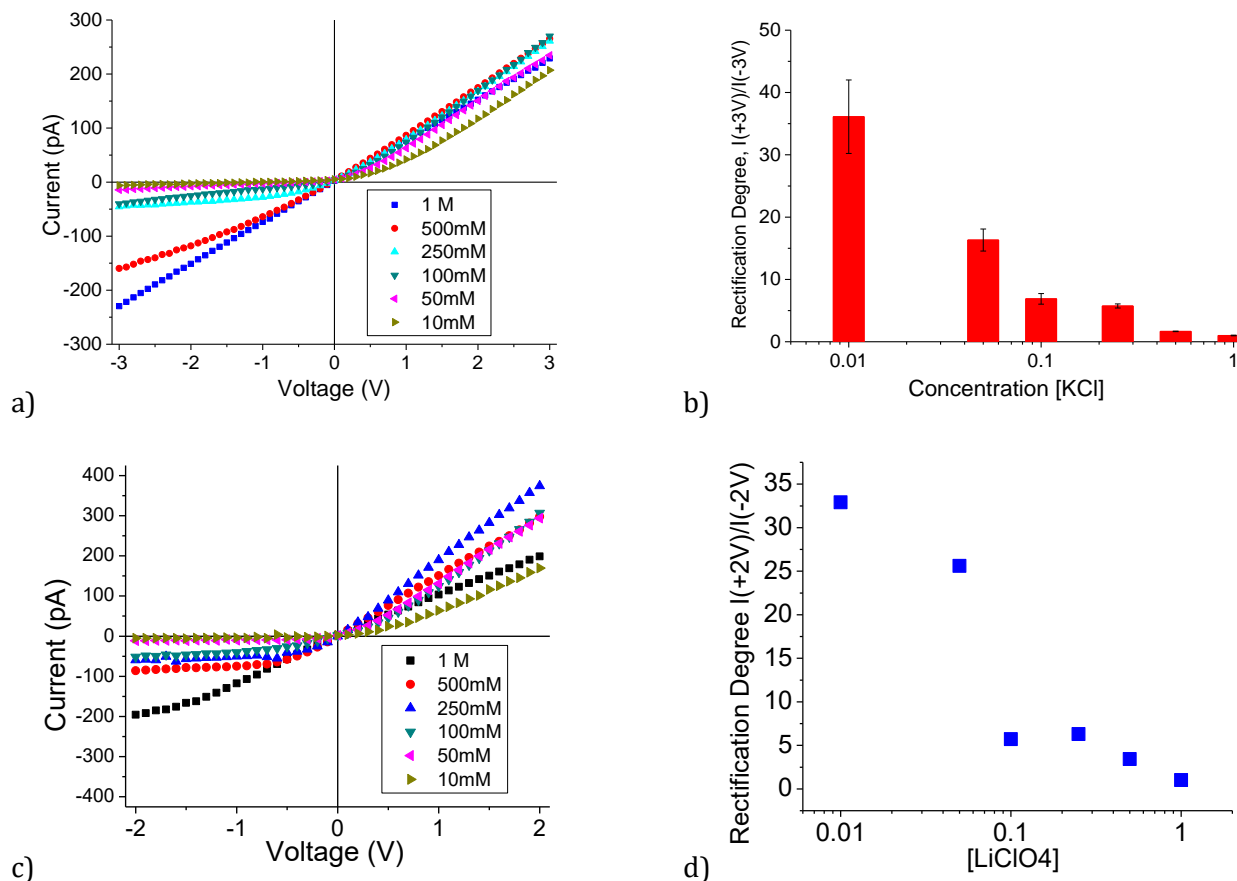 300
200
100
0
-100
-200
-300
Current (pA)
-3 -2 -1 0 1 2 3
Voltage (V)
1 M
500mM
250mM
100mM
50mM
10mM
a)
50
40
30
20
10
0
Rectification Degree, I(+3V)/I(-3V)
0.01 0.1 1
Concentration [KCl]
b)
400
300
200
100
0
-100
-200
-300
-400
Current (pA)
-2 -1 0 1 2
Voltage (V)
1 M
500mM
250mM
100mM
50mM
10mM
c)
35
30
25
20
15
10
5
0
Rectification Degree I(+2V)/I(-2V)
0.01 0.1 1
[LiClO4]
d)